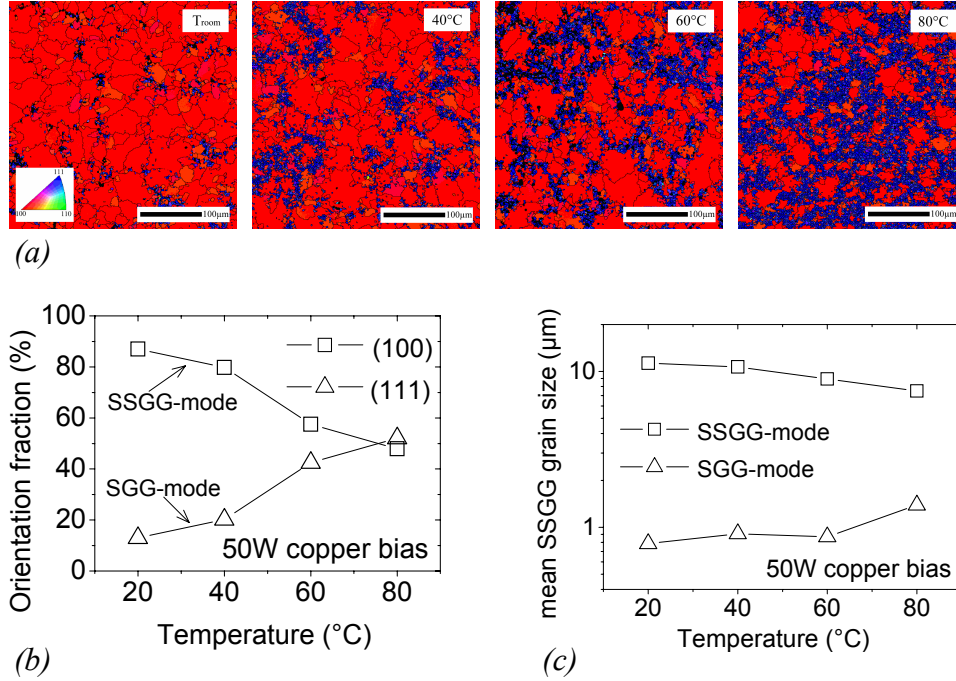 T_room
40°C
60°C
80°C
111
100
110
100μm
100μm
100μm
100μm
(a)
Orientation fraction (%)
100
80
60
40
20
0
(100)
(111)
SSGG-mode
SGG-mode
50W copper bias
20
40
60
80
Temperature (°C)
(b)
mean SSGG grain size (μm)
10
1
SSGG-mode
SGG-mode
50W copper bias
20
40
60
80
Temperature (°C)
(c)